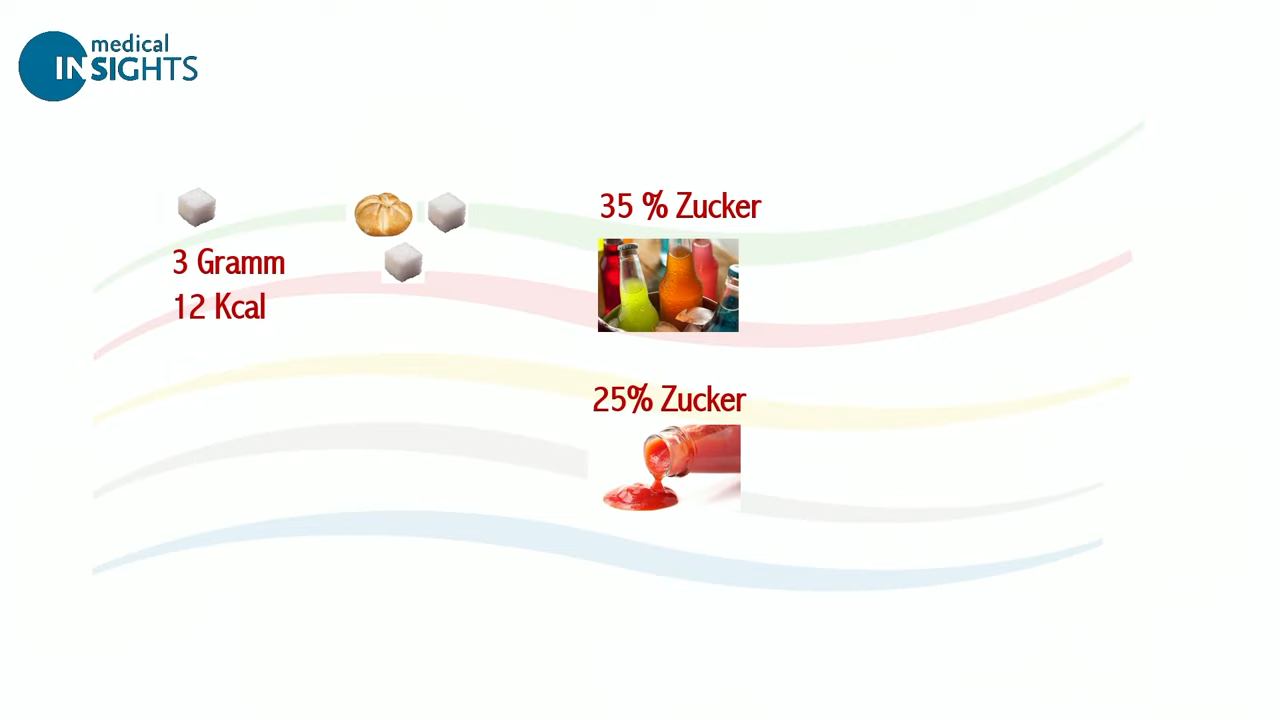 medical
INSIGHTS
3 Gramm
12 Kcal
35 % Zucker
25% Zucker